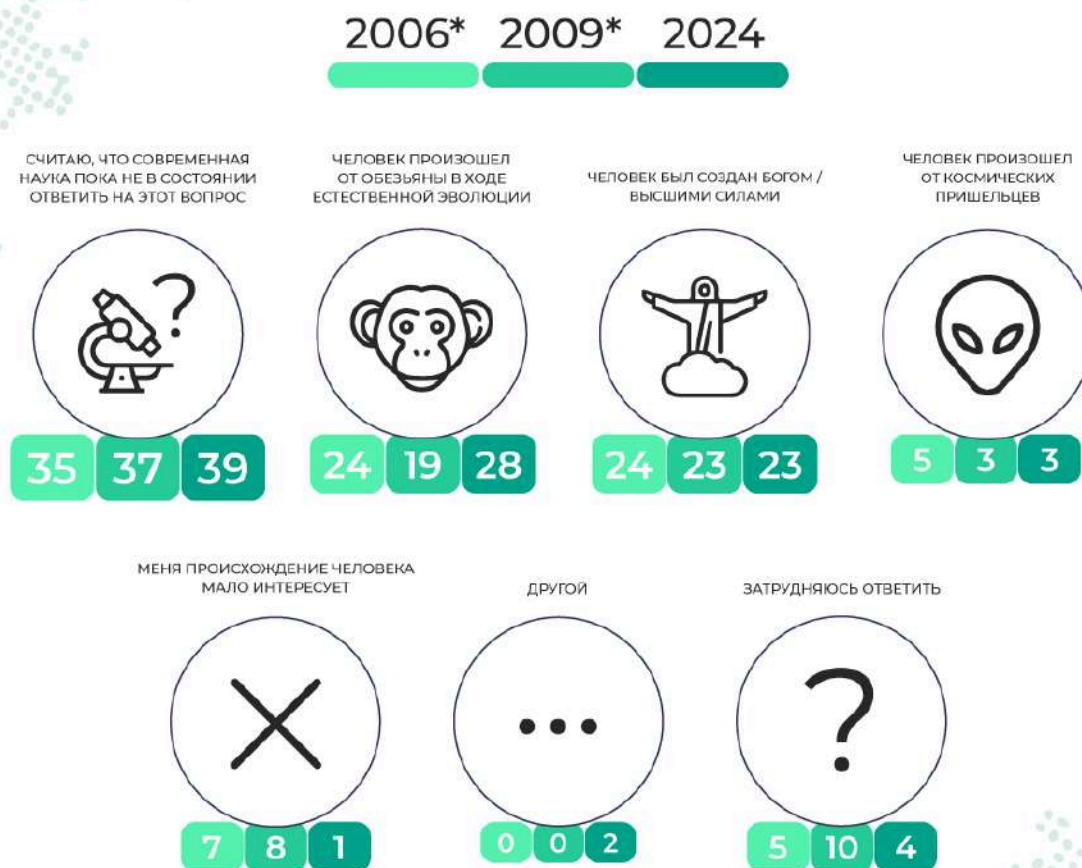 2006* 2009* 2024
СЧИТАЮ, ЧТО СОВРЕМЕННАЯ
НАУКА ПОКА НЕ В СОСТОЯНИИ
ОТВЕТИТЬ НА ЭТОТ ВОПРОС
35 37 39
ЧЕЛОВЕК ПРОИЗОШЕЛ
ОТ ОБЕЗЬЯНЫ В ХОДЕ
ЕСТЕСТВЕННОЙ ЭВОЛЮЦИИ
24 19 28
ЧЕЛОВЕК БЫЛ СОЗДАН БОГОМ /
ВЫСШИМИ СИЛАМИ
24 23 23
ЧЕЛОВЕК ПРОИЗОШЕЛ
ОТ КОСМИЧЕСКИХ
ПРИШЕЛЬЦЕВ
5 3 3
МЕНЯ ПРОИСХОЖДЕНИЕ ЧЕЛОВЕКА
МАЛО ИНТЕРЕСУЕТ
7 8 1
ДРУГОЙ
0 0 2
ЗАТРУДНЯЮСЬ ОТВЕТИТЬ
5 10 4